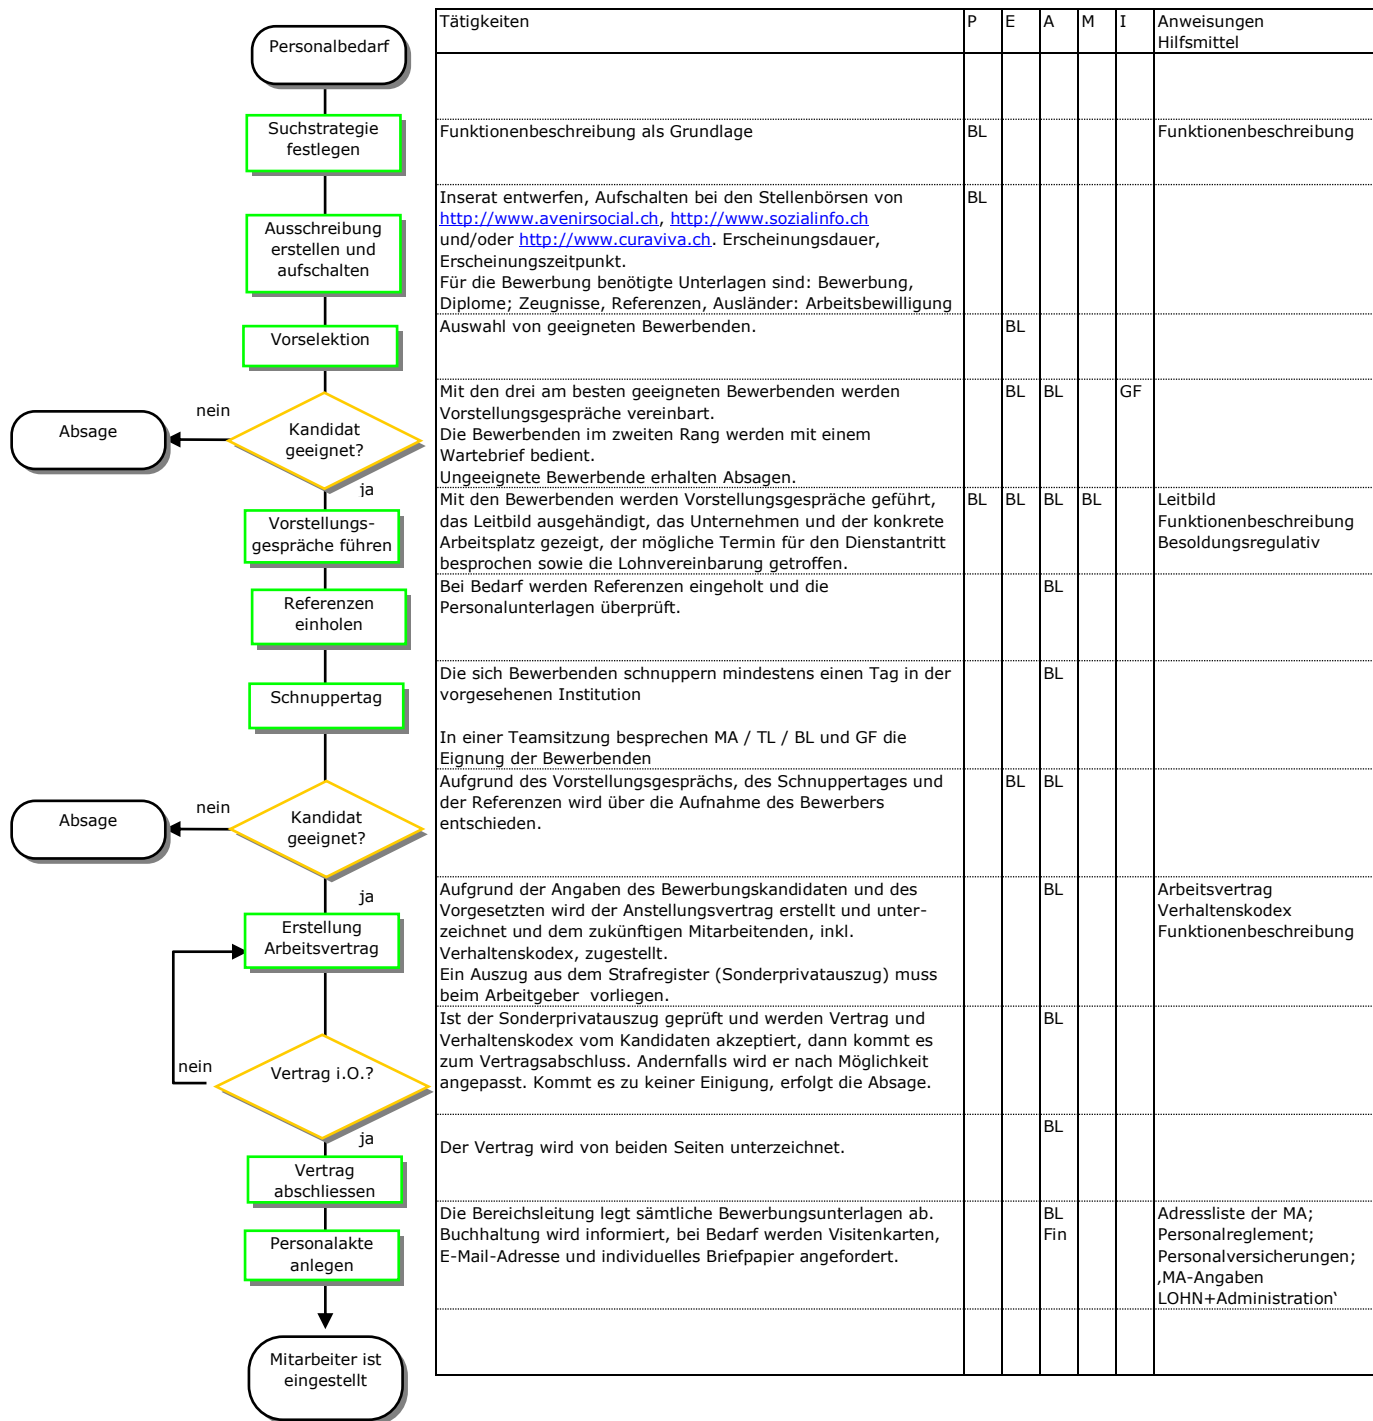 Tätigkeiten P E A M I Anweisungen
Hilfsmittel
Personalbedarf
Suchstrategie
festlegen
Funktionenbeschreibung als Grundlage BL Funktionenbeschreibung
Ausschreibung
erstellen und
aufschalten
Inserat entwerfen, Aufschalten bei den Stellenbörsen von BL
http://www.avenirsocial.ch, http://www.sozialinfo.ch
und/oder http://www.curaviva.ch. Erscheinungsdauer,
Erscheinungszeitpunkt.
Für die Bewerbung benötigte Unterlagen sind: Bewerbung,
Diplome; Zeugnisse, Referenzen, Ausländer: Arbeitsbewilligung
Vorselektion
Auswahl von geeigneten Bewerbenden. BL
nein
Absage
Kandidat
geeignet?
ja
Mit den drei am besten geeigneten Bewerbenden werden BL BL GF
Vorstellungsgespräche vereinbart.
Die Bewerbenden im zweiten Rang werden mit einem
Wartebrief bedient.
Ungeeignete Bewerbende erhalten Absagen.
Vorstellungs-
gespräche führen
Mit den Bewerbenden werden Vorstellungsgespräche geführt, BL BL BL BL Leitbild
das Leitbild ausgehändigt, das Unternehmen und der konkrete Funktionenbeschreibung
Arbeitsplatz gezeigt, der mögliche Termin für den Dienstantritt Besoldungsregulativ
besprochen sowie die Lohnvereinbarung getroffen.
Referenzen
einholen
Bei Bedarf werden Referenzen eingeholt und die BL
Personalunterlagen überprüft.
Schnuppertag
Die sich Bewerbenden schnuppern mindestens einen Tag in der BL
vorgesehenen Institution
In einer Teamsitzung besprechen MA / TL / BL und GF die
Eignung der Bewerbenden
nein
Absage
Kandidat
geeignet?
ja
Aufgrund des Vorstellungsgesprächs, des Schnuppertages und BL BL
der Referenzen wird über die Aufnahme des Bewerbers
entschieden.
Erstellung
Arbeitsvertrag
Aufgrund der Angaben des Bewerbungskandidaten und des BL Arbeitsvertrag
Vorgesetzten wird der Anstellungsvertrag erstellt und unter- Verhaltenskodex
zeichnet und dem zukünftigen Mitarbeitenden, inkl. Funktionenbeschreibung
Verhaltenskodex, zugestellt.
Ein Auszug aus dem Strafregister (Sonderprivatauszug) muss
beim Arbeitgeber vorliegen.
nein
Vertrag i.O.?
ja
Ist der Sonderprivatauszug geprüft und werden Vertrag und BL
Verhaltenskodex vom Kandidaten akzeptiert, dann kommt es
zum Vertragsabschluss. Andernfalls wird er nach Möglichkeit
angepasst. Kommt es zu keiner Einigung, erfolgt die Absage.
Vertrag
abschliessen
BL
Der Vertrag wird von beiden Seiten unterzeichnet.
Personalakte
anlegen
Die Bereichsleitung legt sämtliche Bewerbungsunterlagen ab. BL Adressliste der MA;
Buchhaltung wird informiert, bei Bedarf werden Visitenkarten, Fin Personalreglement;
E-Mail-Adresse und individuelles Briefpapier angefordert. Personalversicherungen;
‚MA-Angaben
LOHN+Administration‘
Mitarbeiter ist
eingestellt